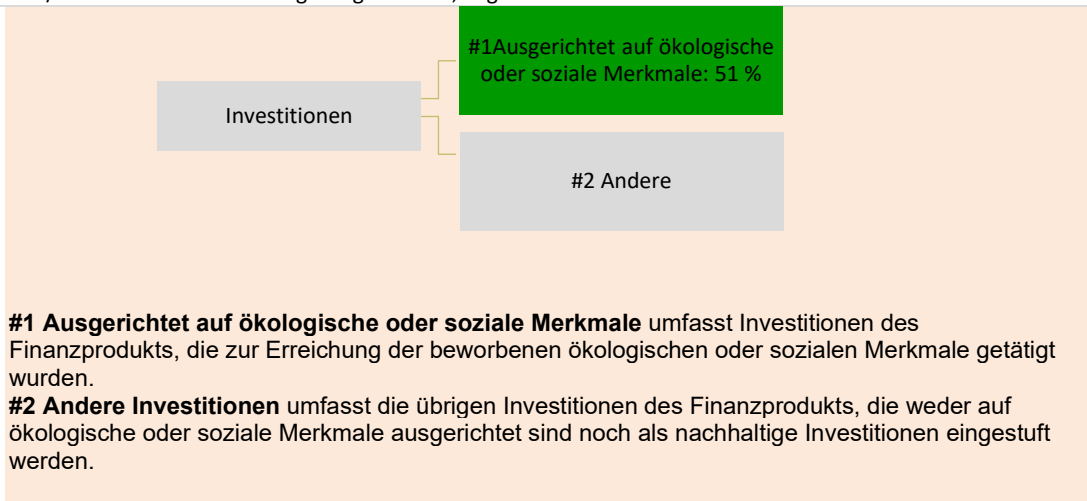 #1Ausgerichtet auf ökologische
oder soziale Merkmale: 51 %
Investitionen
#2 Andere
#1 Ausgerichtet auf ökologische oder soziale Merkmale umfasst Investitionen des
Finanzprodukts, die zur Erreichung der beworbenen ökologischen oder sozialen Merkmale getätigt
wurden.
#2 Andere Investitionen umfasst die übrigen Investitionen des Finanzprodukts, die weder auf
ökologische oder soziale Merkmale ausgerichtet sind noch als nachhaltige Investitionen eingestuft
werden.